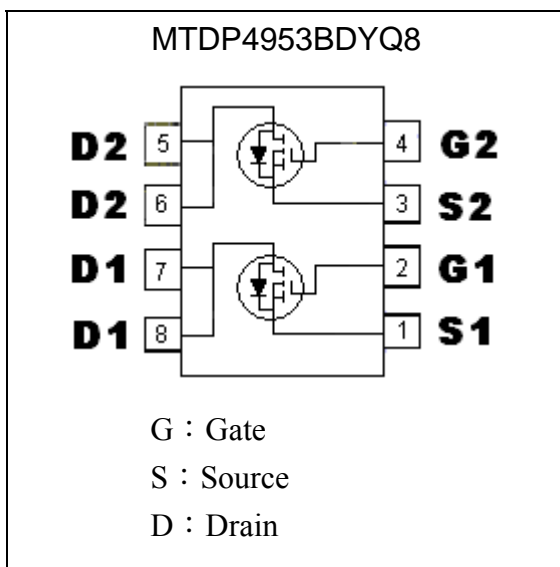 MTDP4953BDYQ8
D2 5 4 G2
D2 6 3 S2
D1 7 2 G1
D1 8 1 S1
G：Gate
S：Source
D：Drain